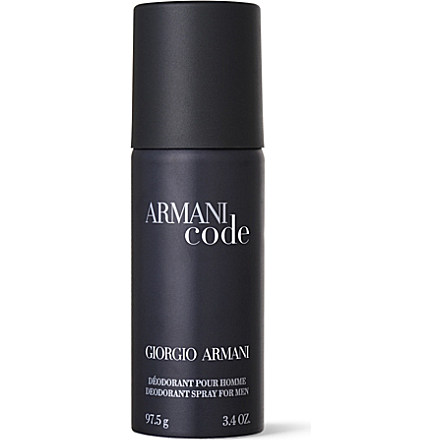 ARMANI
code
GIORGIO ARMANI
DÉODORANT POUR HOMME
DEODORANT SPRAY FOR MEN
97.5 g 3.4 OZ.